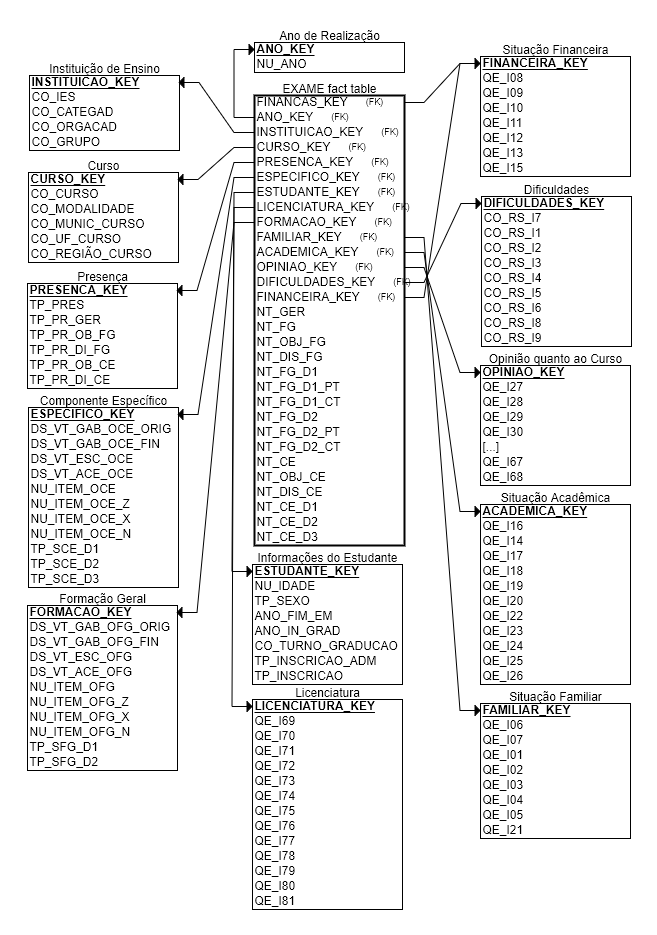 Ano de Realização
ANO_KEY
NU_ANO
Instituição de Ensino
INSTITUICAO_KEY
CO_IES
CO_CATEGAD
CO_ORGACAD
CO_GRUPO
Curso
CURSO_KEY
CO_CURSO
CO_MODALIDADE
CO_MUNIC_CURSO
CO_UF_CURSO
CO_REGIÃO_CURSO
Presença
PRESENCA_KEY
TP_PRES
TP_PR_GER
TP_PR_OB_FG
TP_PR_DI_FG
TP_PR_OB_CE
TP_PR_DI_CE
Componente Específico
ESPECIFICO_KEY
DS_VT_GAB_OCE_ORIG
DS_VT_GAB_OCE_FIN
DS_VT_ESC_OCE
DS_VT_ACE_OCE
NU_ITEM_OCE
NU_ITEM_OCE_Z
NU_ITEM_OCE_X
NU_ITEM_OCE_N
TP_SCE_D1
TP_SCE_D2
TP_SCE_D3
Formação Geral
FORMACAO_KEY
DS_VT_GAB_OFG_ORIG
DS_VT_GAB_OFG_FIN
DS_VT_ESC_OFG
DS_VT_ACE_OFG
NU_ITEM_OFG
NU_ITEM_OFG_Z
NU_ITEM_OFG_X
NU_ITEM_OFG_N
TP_SFG_D1
TP_SFG_D2
EXAME fact table
FINANCAS_KEY (FK)
ANO_KEY (FK)
INSTITUICAO_KEY (FK)
CURSO_KEY (FK)
PRESENCA_KEY (FK)
ESPECIFICO_KEY (FK)
ESTUDANTE_KEY (FK)
LICENCIATURA_KEY (FK)
FORMACAO_KEY (FK)
FAMILIAR_KEY (FK)
ACADEMICA_KEY (FK)
OPINIAO_KEY (FK)
DIFICULDADES_KEY (FK)
FINANCEIRA_KEY (FK)
NT_GER
NT_FG
NT_OBJ_FG
NT_DIS_FG
NT_FG_D1
NT_FG_D1_PT
NT_FG_D1_CT
NT_FG_D2
NT_FG_D2_PT
NT_FG_D2_CT
NT_CE
NT_OBJ_CE
NT_DIS_CE
NT_CE_D1
NT_CE_D2
NT_CE_D3
Informações do Estudante
ESTUDANTE_KEY
NU_IDADE
TP_SEXO
ANO_FIM_EM
ANO_IN_GRAD
CO_TURNO_GRADUCAO
TP_INSCRICAO_ADM
TP_INSCRICAO
Licenciatura
LICENCIATURA_KEY
QE_I69
QE_I70
QE_I71
QE_I72
QE_I73
QE_I74
QE_I75
QE_I76
QE_I77
QE_I78
QE_I79
QE_I80
QE_I81
Situação Financeira
FINANCEIRA_KEY
QE_I08
QE_I09
QE_I10
QE_I11
QE_I12
QE_I13
QE_I15
Dificuldades
DIFICULDADES_KEY
CO_RS_I7
CO_RS_I1
CO_RS_I2
CO_RS_I3
CO_RS_I4
CO_RS_I5
CO_RS_I6
CO_RS_I8
CO_RS_I9
Opinião quanto ao Curso
OPINIAO_KEY
QE_I27
QE_I28
QE_I29
QE_I30
[...]
QE_I67
QE_I68
Situação Acadêmica
ACADEMICA_KEY
QE_I16
QE_I14
QE_I17
QE_I18
QE_I19
QE_I20
QE_I22
QE_I23
QE_I24
QE_I25
QE_I26
Situação Familiar
FAMILIAR_KEY
QE_I06
QE_I07
QE_I01
QE_I02
QE_I03
QE_I04
QE_I05
QE_I21